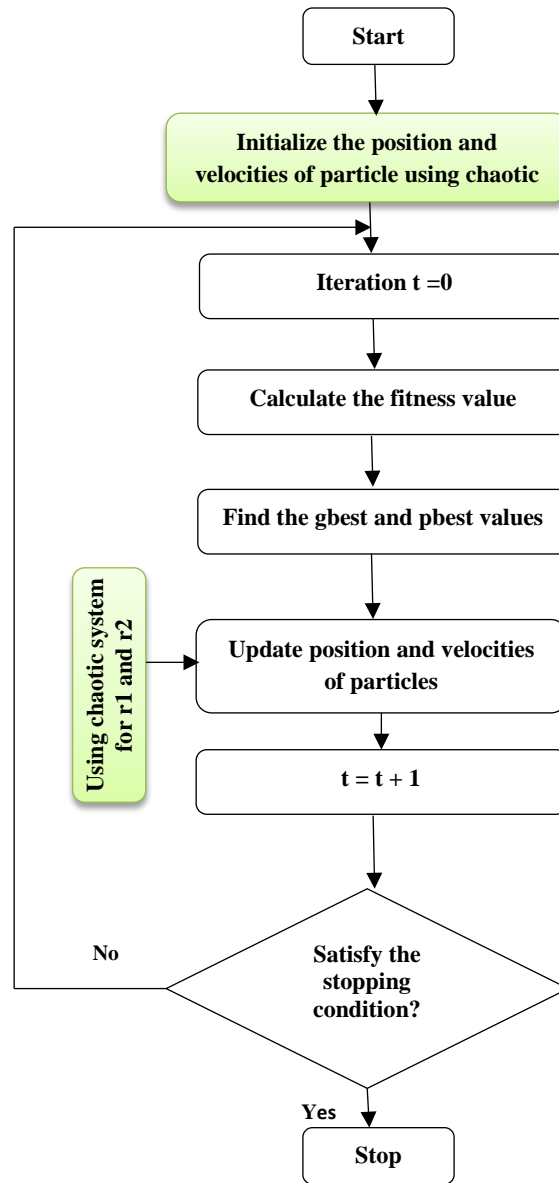 Start
Initialize the position and
velocities of particle using chaotic
Iteration t =0
Calculate the fitness value
Find the gbest and pbest values
Using chaotic system
for r1 and r2
Update position and velocities
of particles
t = t + 1
No
Satisfy the
stopping
condition?
Yes
Stop